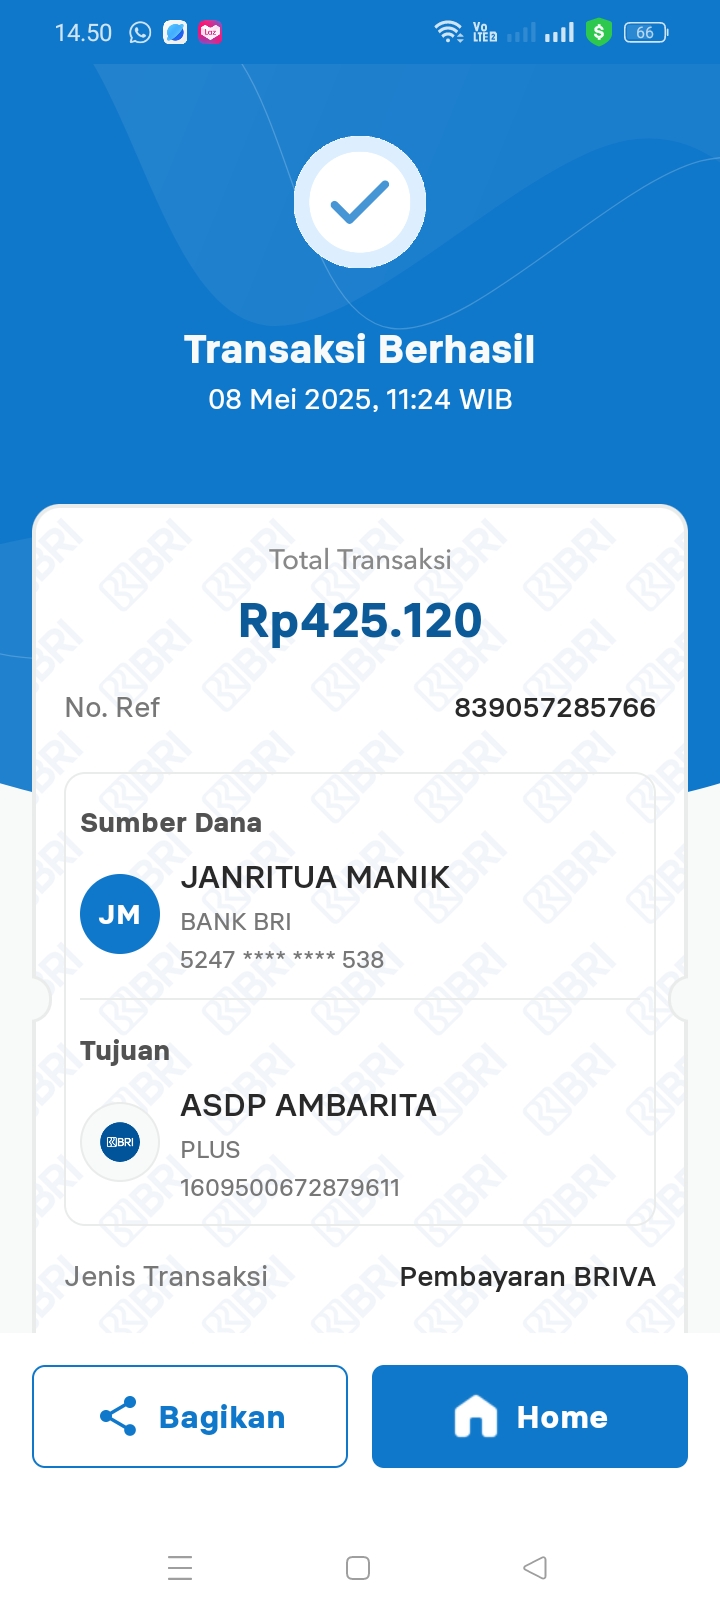 14.50
Vo
LTE2
66
Transaksi Berhasil
08 Mei 2025, 11:24 WIB
Total Transaksi
Rp425.120
No. Ref 839057285766
Sumber Dana
JM
JANRITUA MANIK
BANK BRI
5247 **** **** 538
Tujuan
BRI
ASDP AMBARITA
PLUS
1609500672879611
Jenis Transaksi Pembayaran BRIVA
Bagikan
Home